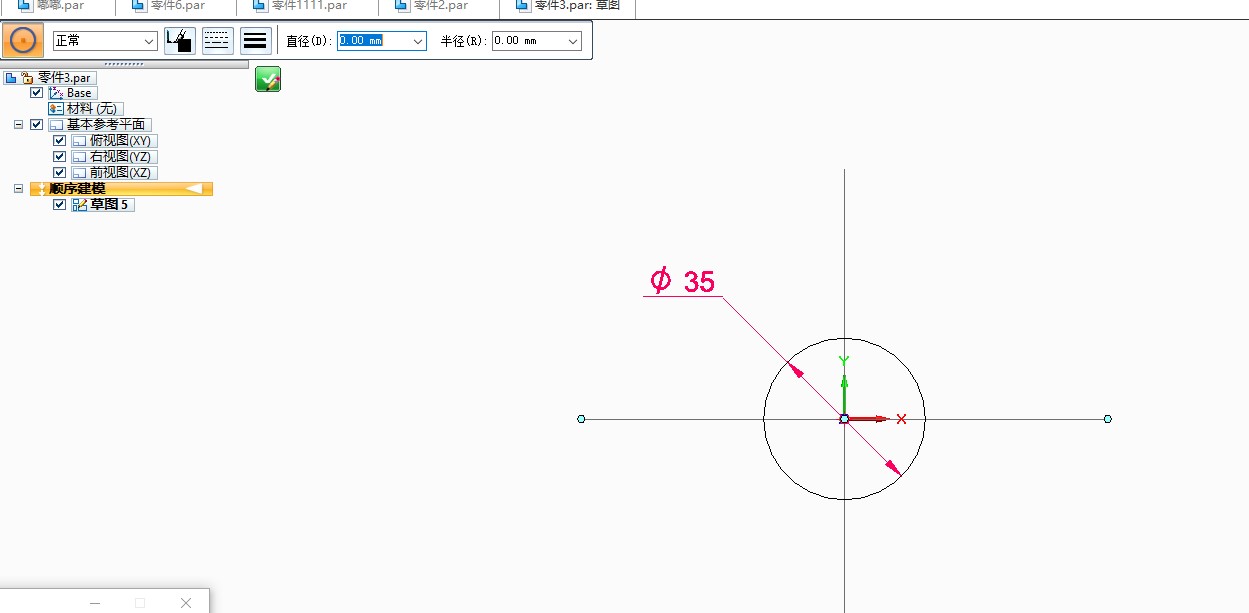 嘟嘟.par 零件6.par 零件1111.par 零件2.par 零件3.par: 草图
正常 直径(D): 0.00 mm 半径(R): 0.00 mm
零件3.par
Base
材料 (无)
基本参考平面
俯视图(XY)
右视图(YZ)
前视图(XZ)
顺序建模
草图 5
ϕ 35
Y
X